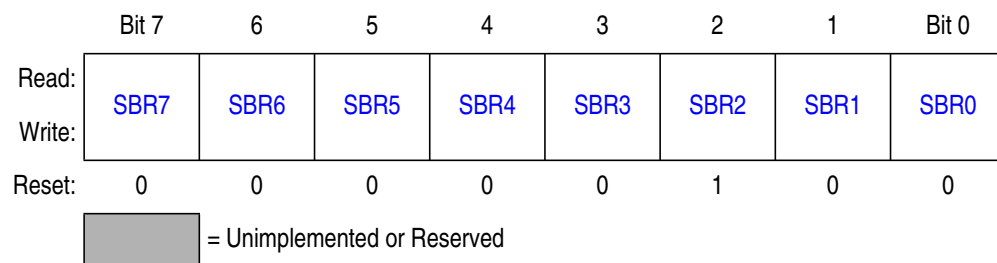 Bit 7 6 5 4 3 2 1 Bit 0
Read:
SBR7 SBR6 SBR5 SBR4 SBR3 SBR2 SBR1 SBR0
Write:
Reset: 0 0 0 0 0 1 0 0
= Unimplemented or Reserved